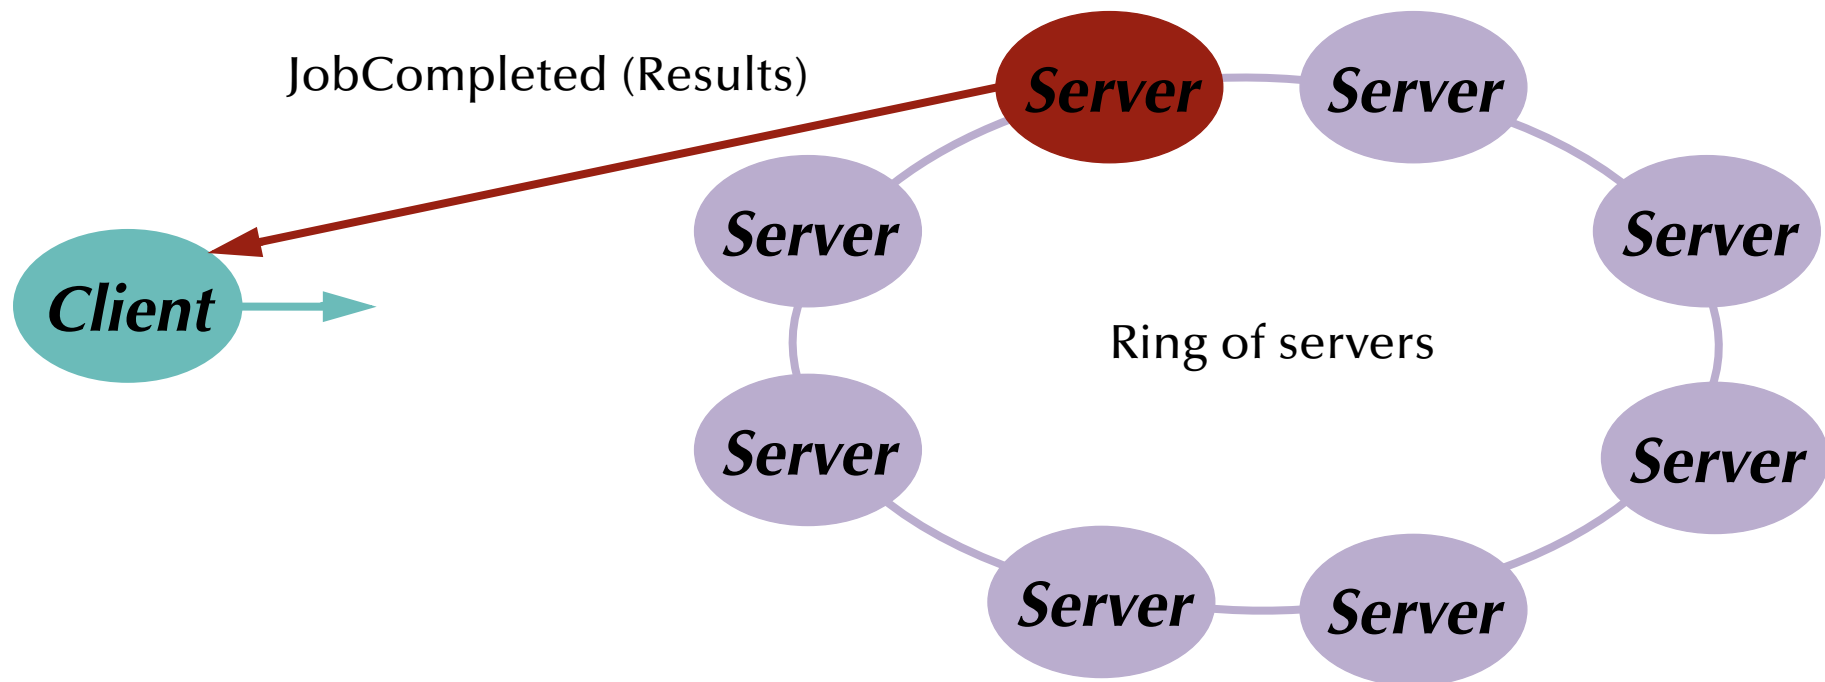 JobCompleted (Results)
Server
Server
Server
Server
Client
Ring of servers
Server
Server
Server
Server